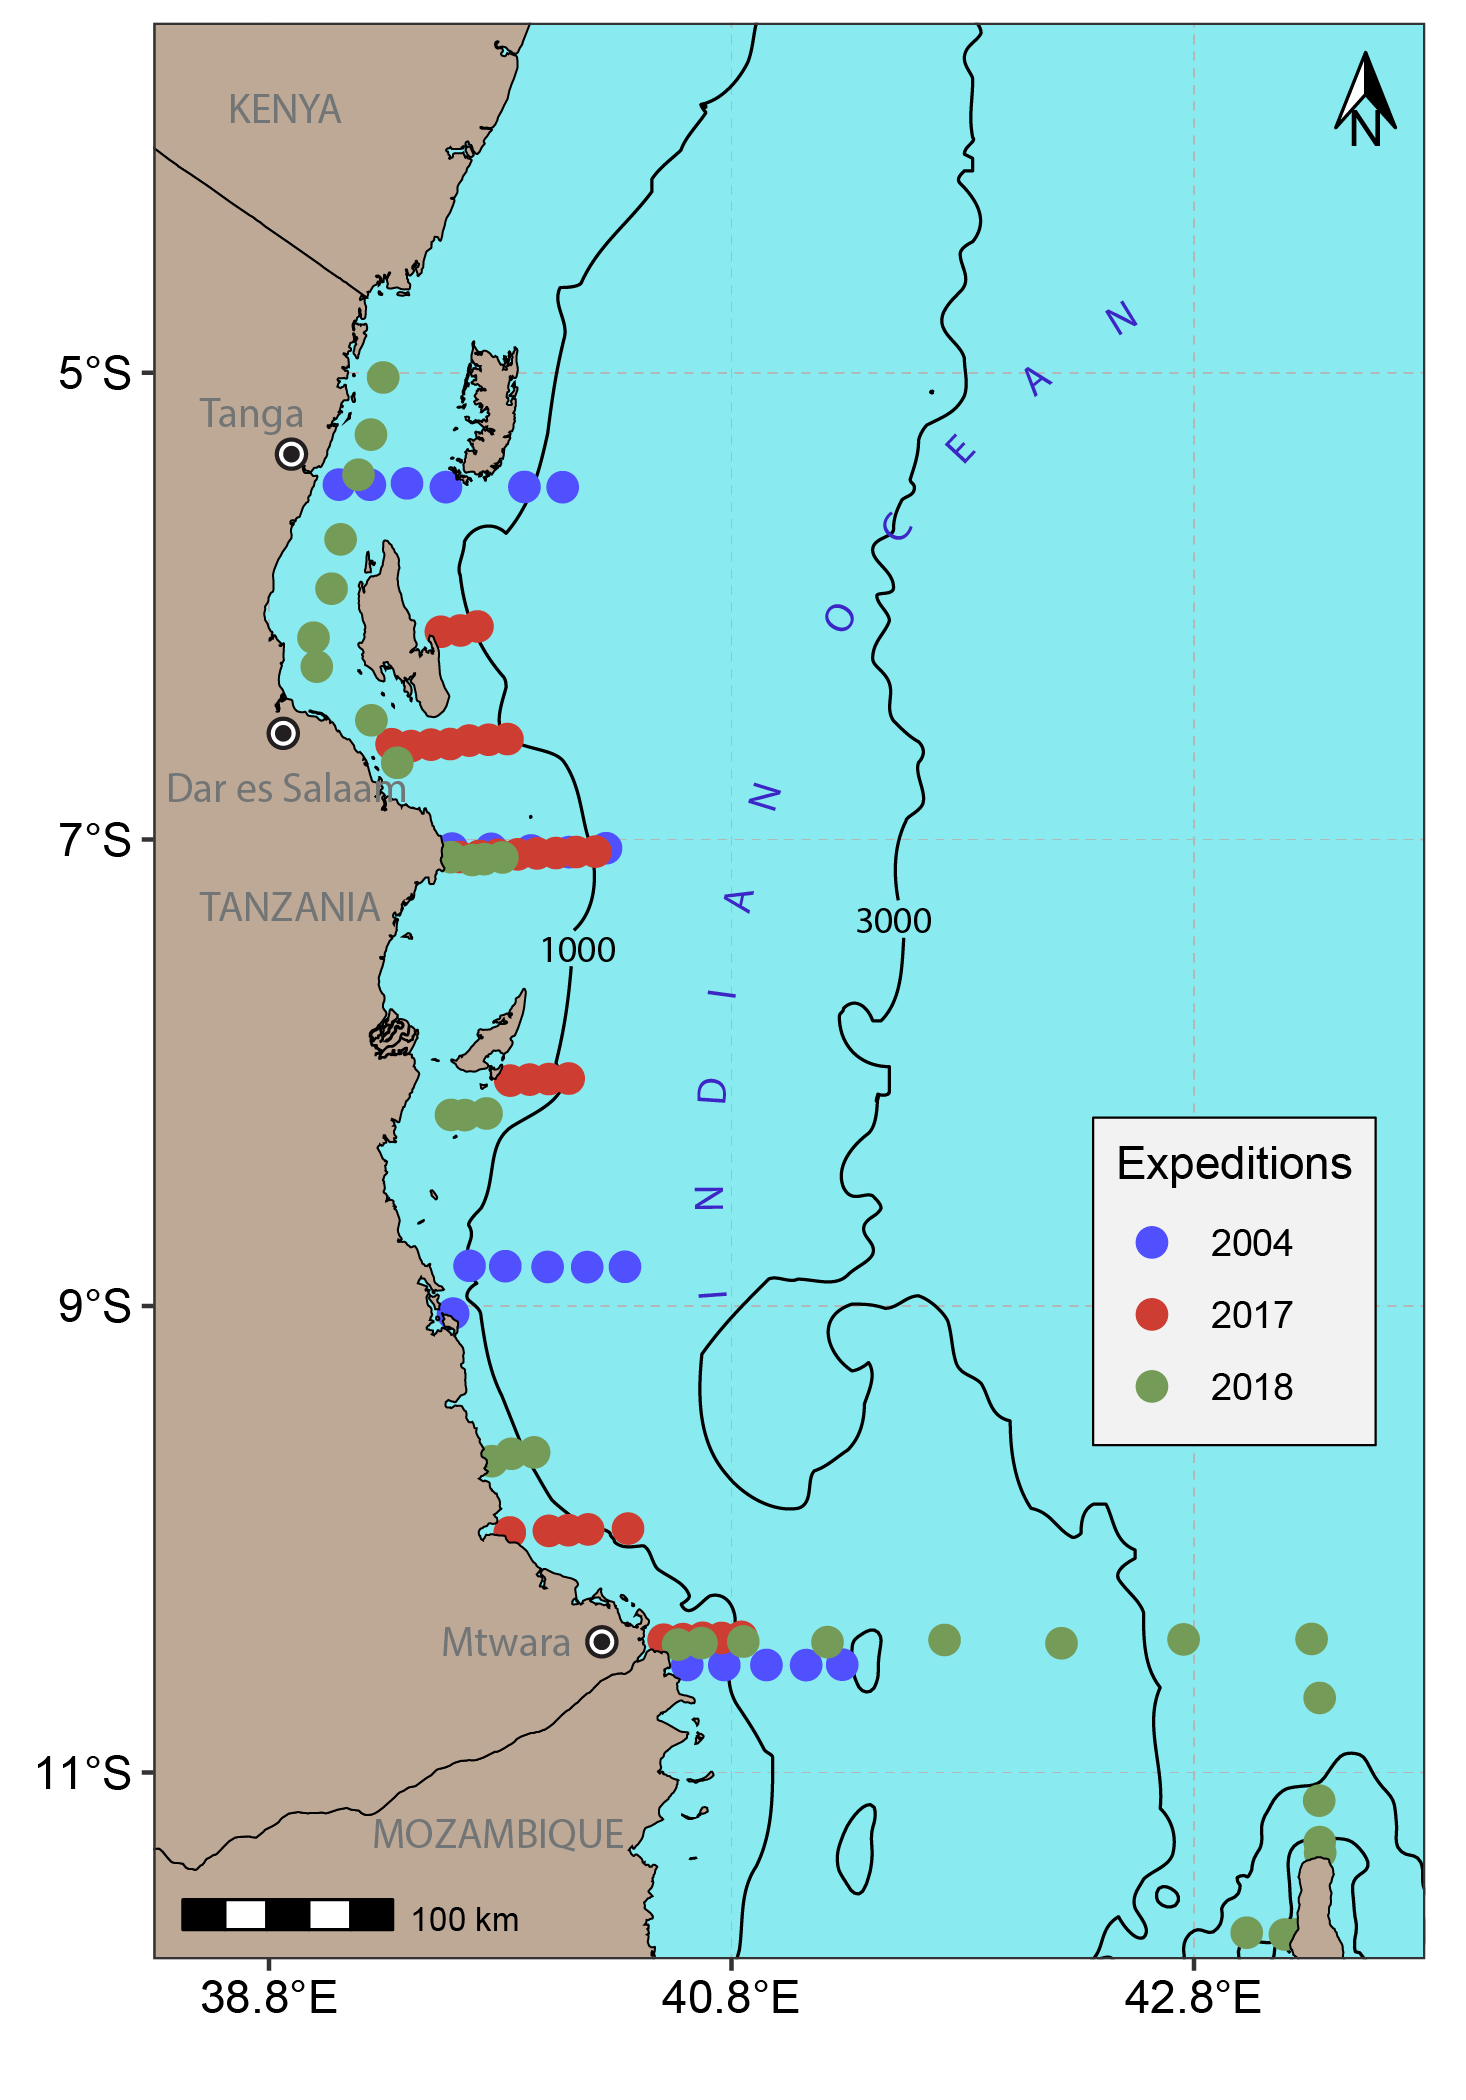 KENYA
N
5°S
Tanga
INDIAN OCEAN
Dar es Salaam
7°S
TANZANIA
1000
3000
Expeditions
2004
2017
2018
9°S
Mtwara
11°S
MOZAMBIQUE
100 km
38.8°E
40.8°E
42.8°E